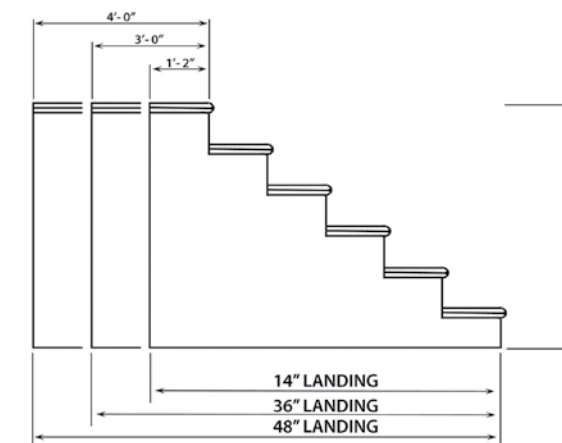 4'- 0"
3'- 0"
1'- 2"
14" LANDING
36" LANDING
48" LANDING